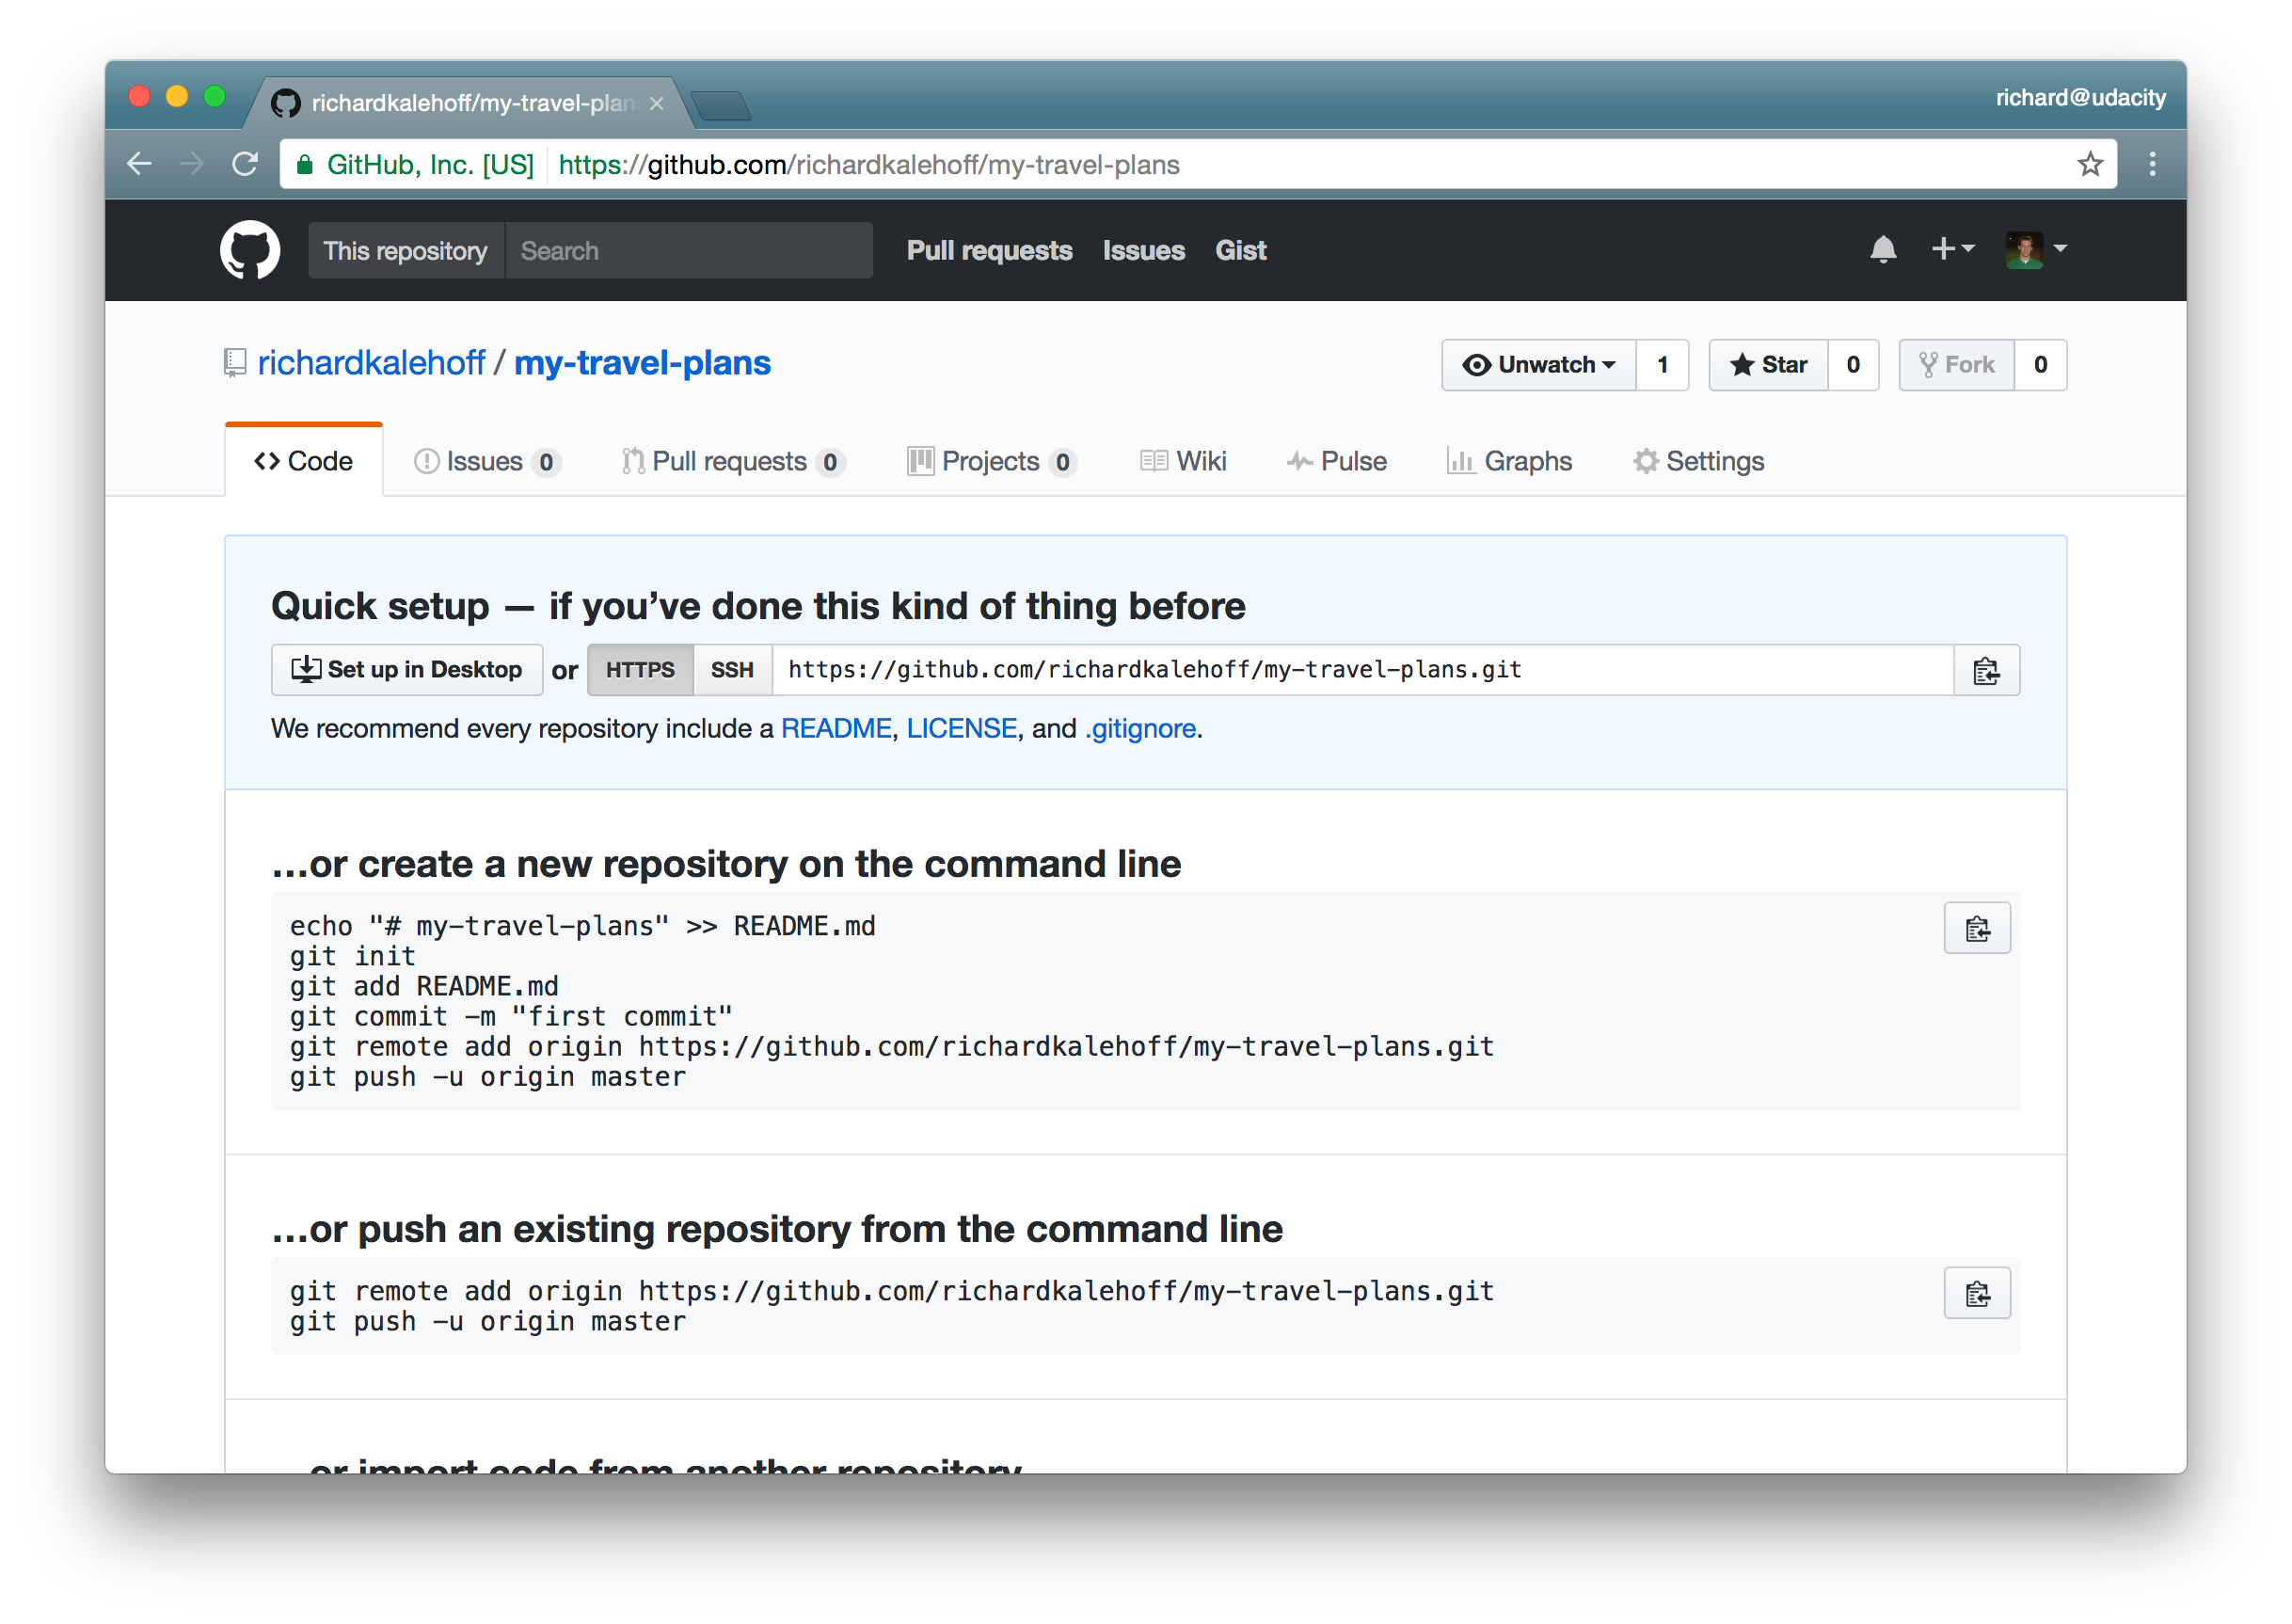 richardkalehoff/my-travel-plan
richard@udacity
GitHub, Inc. [US] https://github.com/richardkalehoff/my-travel-plans
This repository Search Pull requests Issues Gist
richardkalehoff / my-travel-plans
Unwatch 1 Star 0 Fork 0
Code Issues 0 Pull requests 0 Projects 0 Wiki Pulse Graphs Settings
Quick setup — if you’ve done this kind of thing before
Set up in Desktop or HTTPS SSH https://github.com/richardkalehoff/my-travel-plans.git
We recommend every repository include a README, LICENSE, and .gitignore.
…or create a new repository on the command line
echo "# my-travel-plans" >> README.md
git init
git add README.md
git commit -m "first commit"
git remote add origin https://github.com/richardkalehoff/my-travel-plans.git
git push -u origin master
…or push an existing repository from the command line
git remote add origin https://github.com/richardkalehoff/my-travel-plans.git
git push -u origin master
or import code from another repository